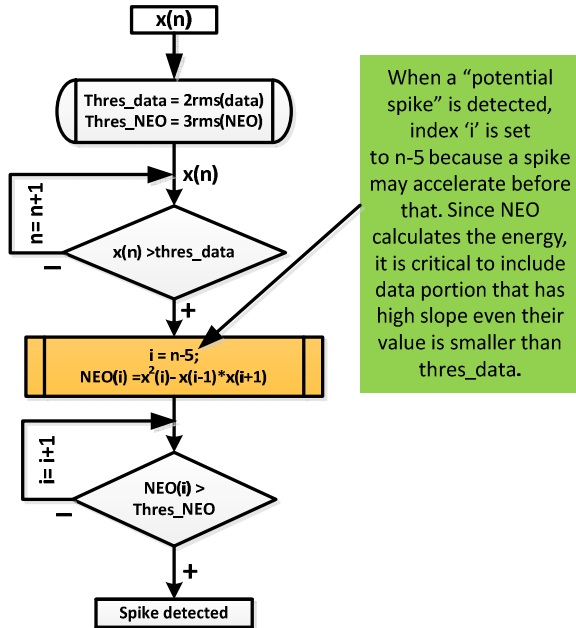 x(n)
Thres_data = 2rms(data)
Thres_NEO = 3rms(NEO)
x(n)
n= n+1
x(n) >thres_data
–
+
i = n-5;
NEO(i) =x²(i)– x(i-1)*x(i+1)
i= i+1
NEO(i) >
Thres_NEO
–
+
Spike detected
When a “potential
spike” is detected,
index ‘i’ is set
to n-5 because a spike
may accelerate before
that. Since NEO
calculates the energy,
it is critical to include
data portion that has
high slope even their
value is smaller than
thres_data.